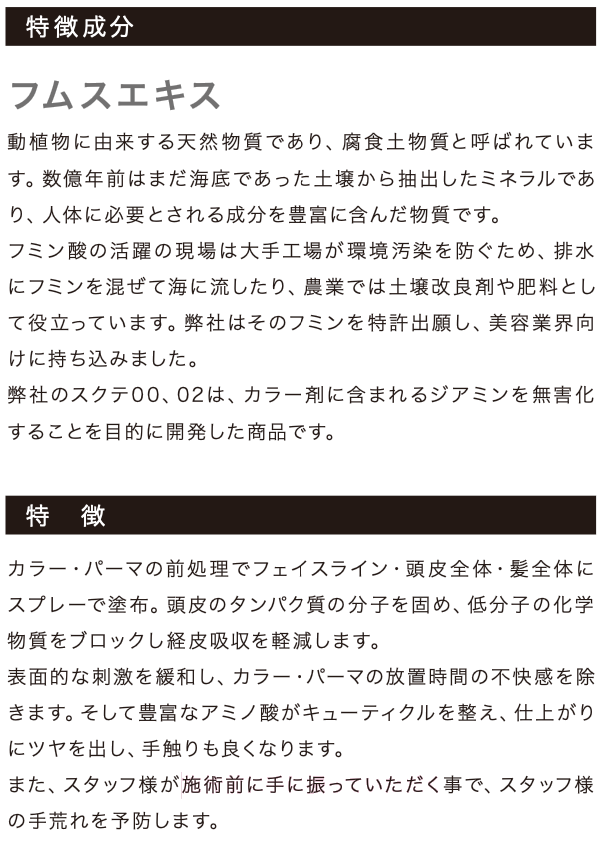 特徴成分
フムスエキス
動植物に由来する天然物質であり、腐食土物質と呼ばれていま
す。数億年前はまだ海底であった土壌から抽出したミネラルであ
り、人体に必要とされる成分を豊富に含んだ物質です。
フミン酸の活躍の現場は大手工場が環境汚染を防ぐため、排水
にフミンを混ぜて海に流したり、農業では土壌改良剤や肥料とし
て役立っています。弊社はそのフミンを特許出願し、美容業界向
けに持ち込みました。
弊社のスクテ00、02は、カラー剤に含まれるジアミンを無害化
することを目的に開発した商品です。
特　徴
カラー・パーマの前処理でフェイスライン・頭皮全体・髪全体に
スプレーで塗布。頭皮のタンパク質の分子を固め、低分子の化学
物質をブロックし経皮吸収を軽減します。
表面的な刺激を緩和し、カラー・パーマの放置時間の不快感を除
きます。そして豊富なアミノ酸がキューティクルを整え、仕上がり
にツヤを出し、手触りも良くなります。
また、スタッフ様が施術前に手に振っていただく事で、スタッフ様
の手荒れを予防します。